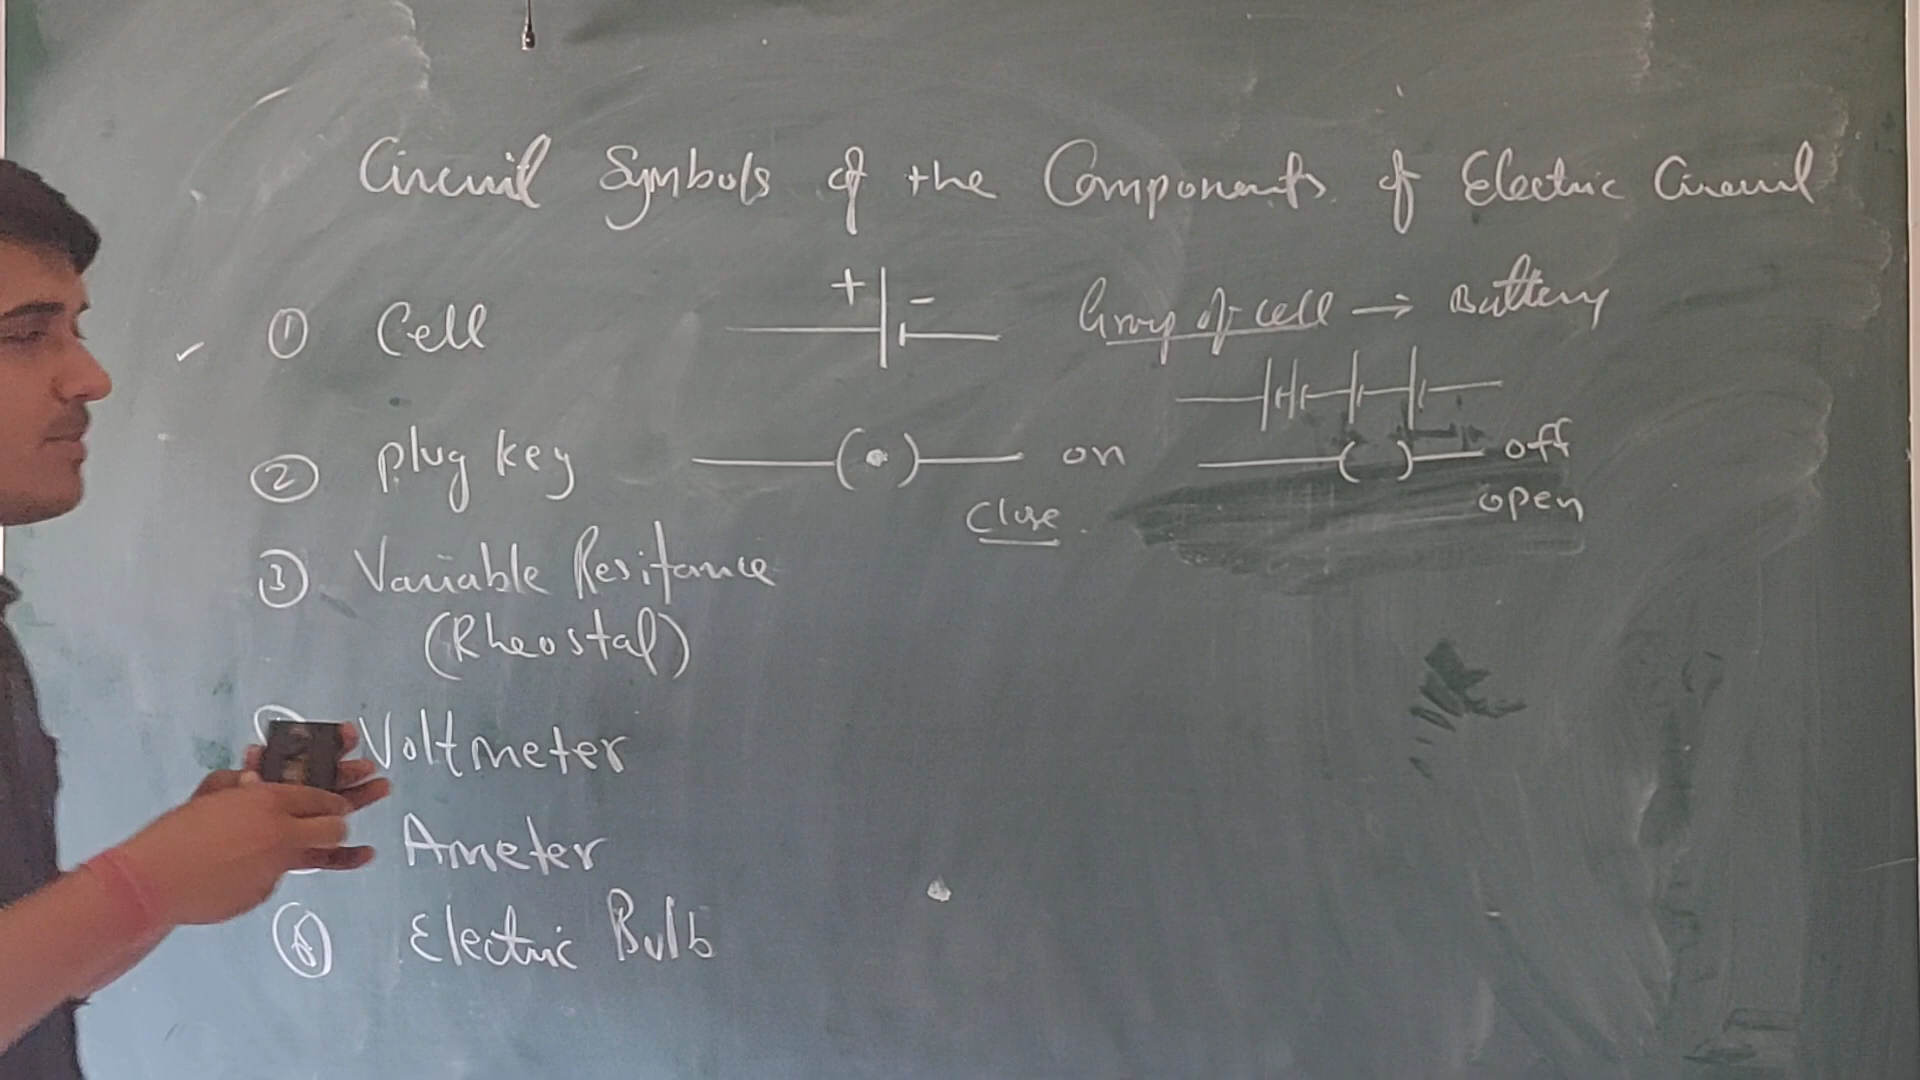 Circuit Symbols of the Components of Electric Circuit
① Cell + - Group of cell → Battery
② plug key (•) on ( ) off
Close open
③ Variable Resitance
(Rheostat)
Voltmeter
Ameter
⑥ Electric Bulb